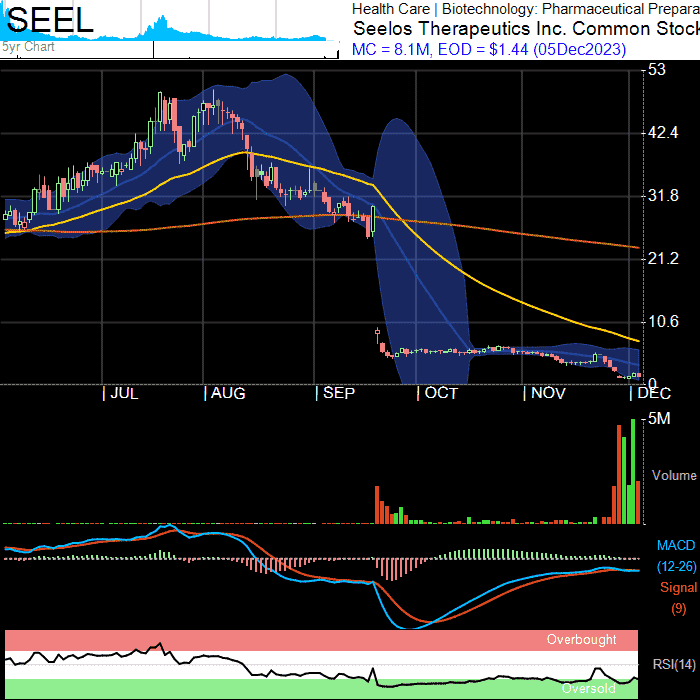 SEEL
5yr Chart
Health Care | Biotechnology: Pharmaceutical Prepara
Seelos Therapeutics Inc. Common Stock
MC = 8.1M, EOD = $1.44 (05Dec2023)
53
42.4
31.8
21.2
10.6
0
JUL
AUG
SEP
OCT
NOV
DEC
5M
Volume
MACD
(12-26)
Signal
(9)
Overbought
RSI(14)
Oversold